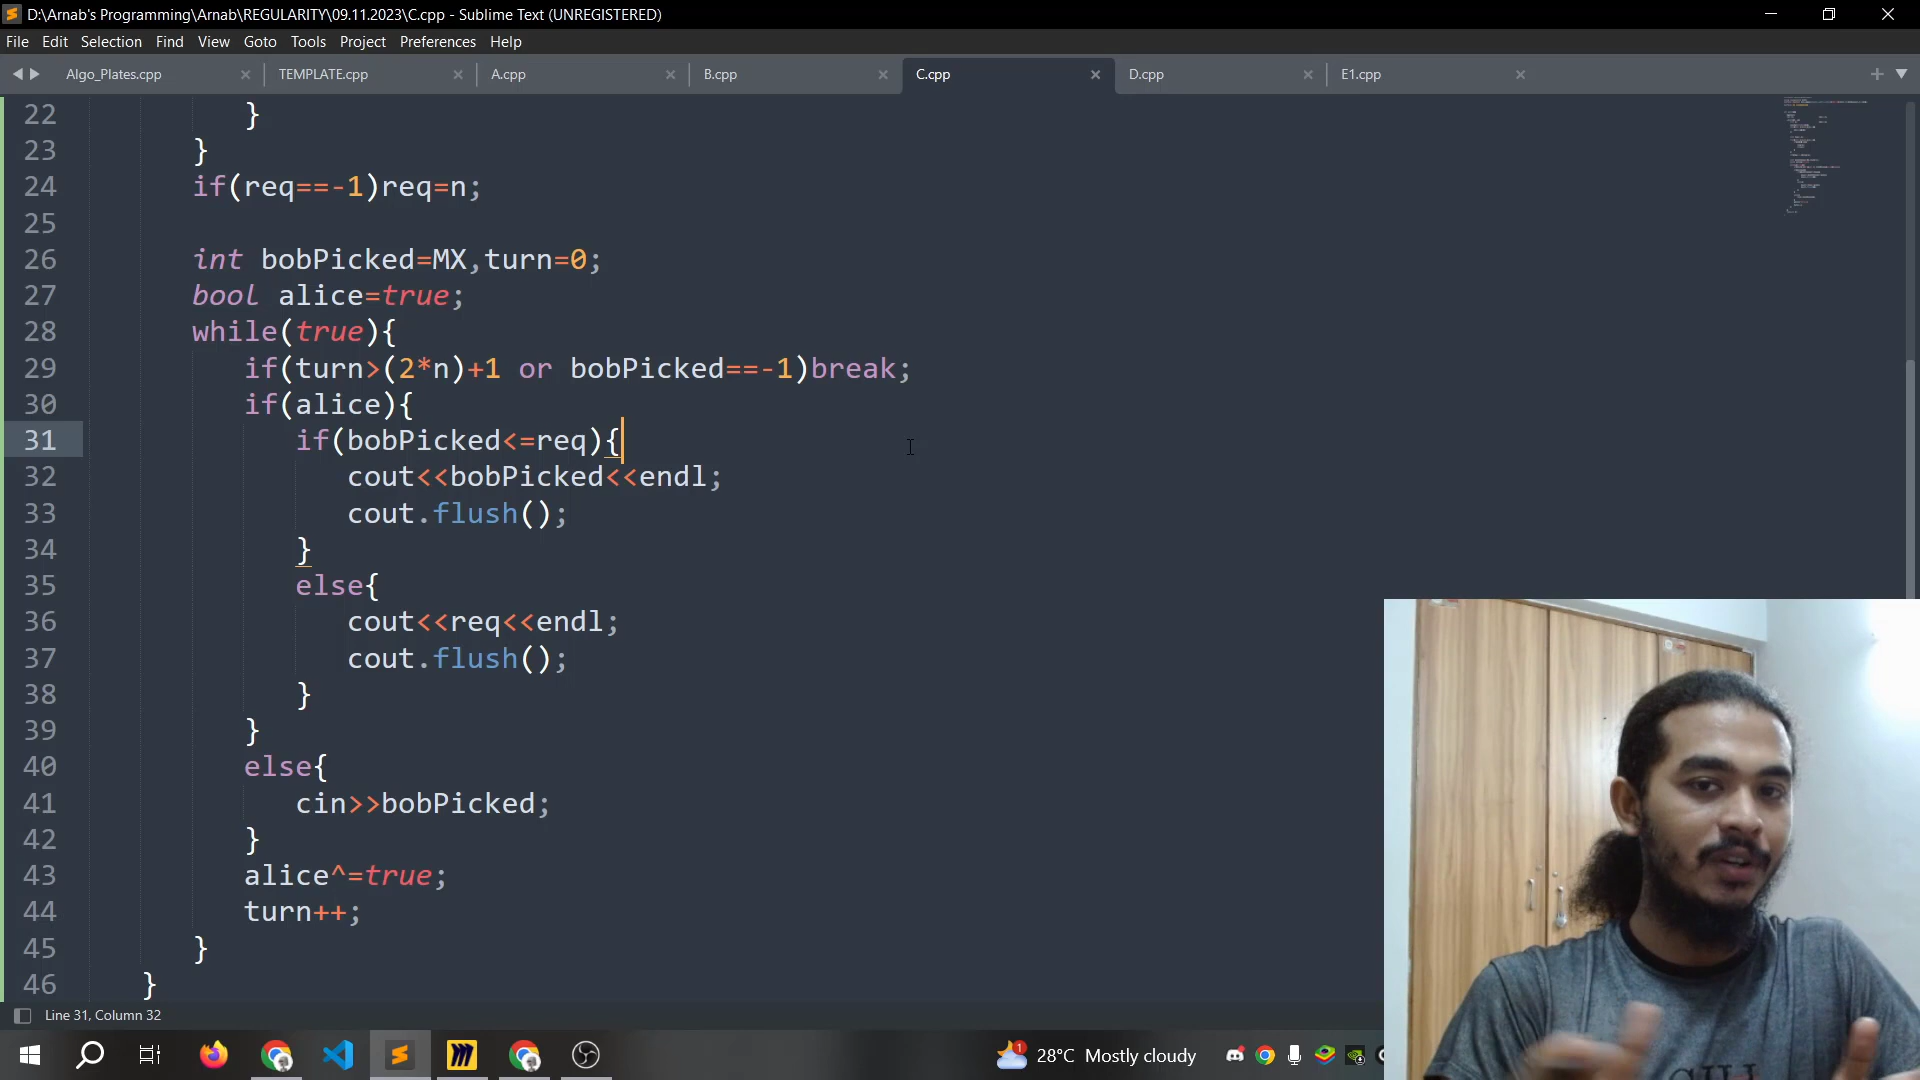 D:\Arnab's Programming\Arnab\REGULARITY\09.11.2023\C.cpp - Sublime Text (UNREGISTERED)
File Edit Selection Find View Goto Tools Project Preferences Help
Algo_Plates.cpp TEMPLATE.cpp A.cpp B.cpp C.cpp D.cpp E1.cpp
22 }
23 }
24 if(req==-1)req=n;
25
26 int bobPicked=MX,turn=0;
27 bool alice=true;
28 while(true){
29 if(turn>(2*n)+1 or bobPicked==-1)break;
30 if(alice){
31 if(bobPicked<=req){
32 cout<<bobPicked<<endl;
33 cout.flush();
34 }
35 else{
36 cout<<req<<endl;
37 cout.flush();
38 }
39 }
40 else{
41 cin>>bobPicked;
42 }
43 alice^=true;
44 turn++;
45 }
46 }
Line 31, Column 32
1 28°C Mostly cloudy